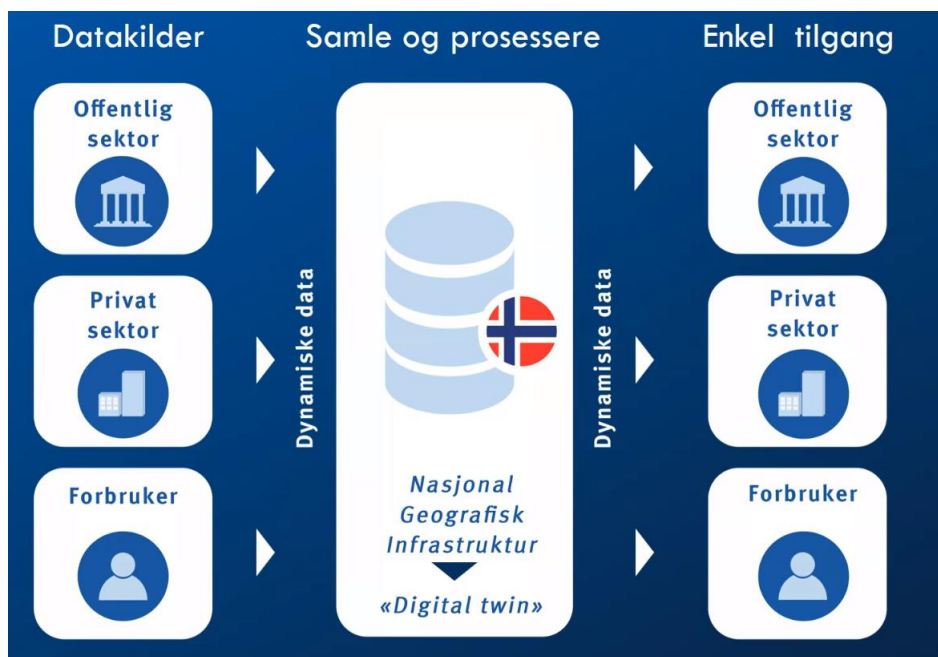 Datakilder
Samle og prosessere
Enkel tilgang
Offentlig
sektor
Privat
sektor
Forbruker
Dynamiske data
Nasjonal
Geografisk
Infrastruktur
«Digital twin»
Dynamiske data
Offentlig
sektor
Privat
sektor
Forbruker